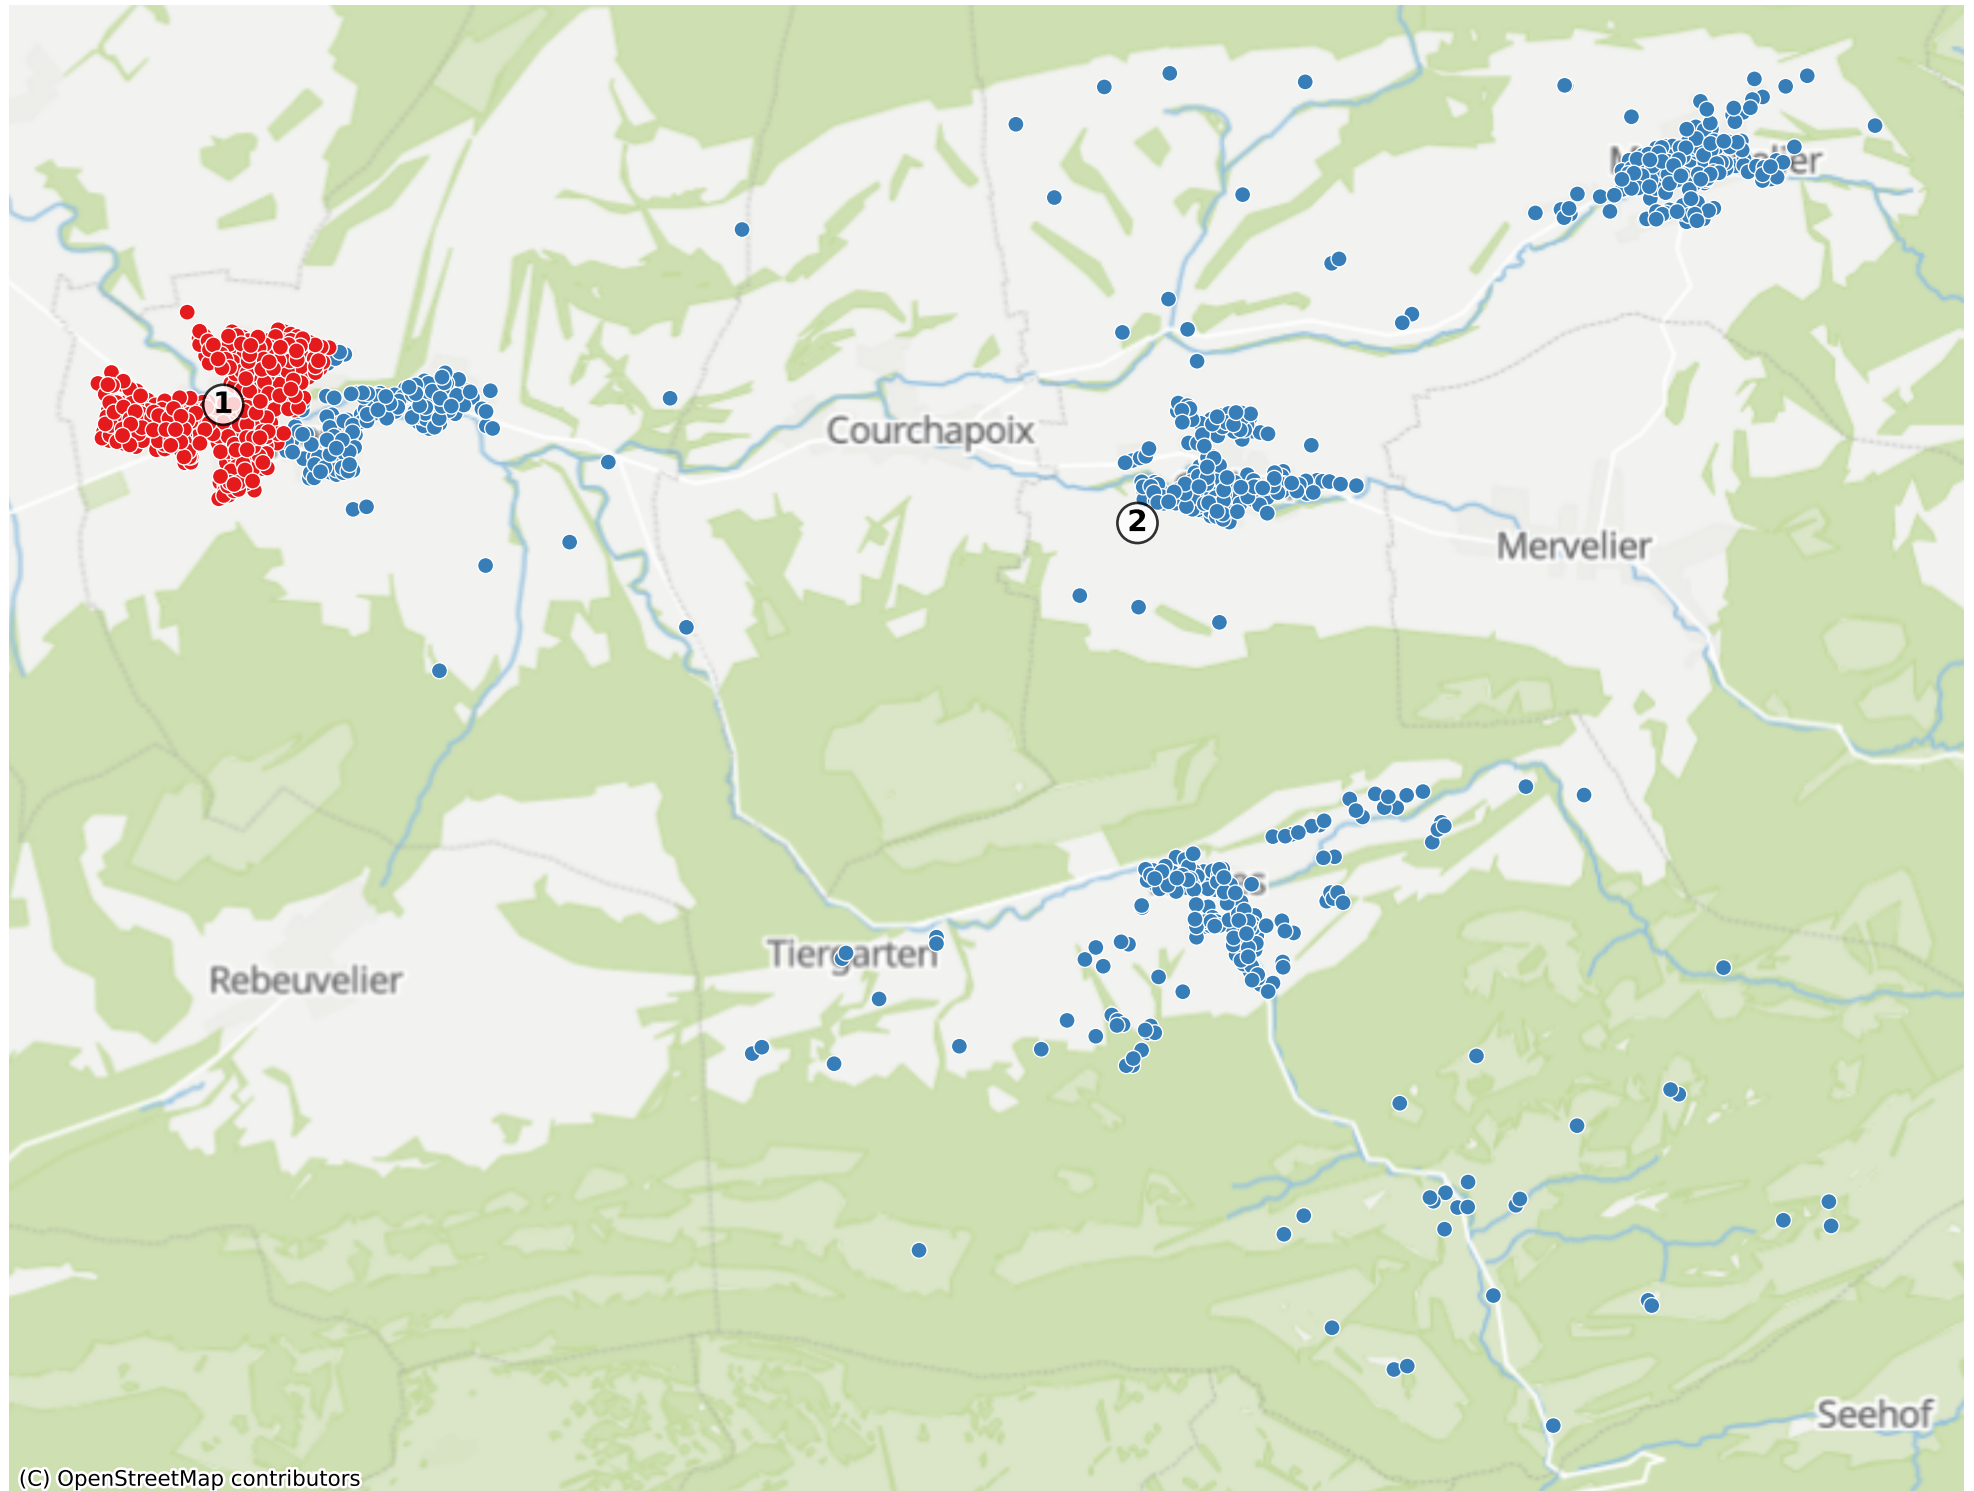 1
Courchapoix
2
Mervelier
Tiergarten
Rebeuvelier
Seehof
(C) OpenStreetMap contributors